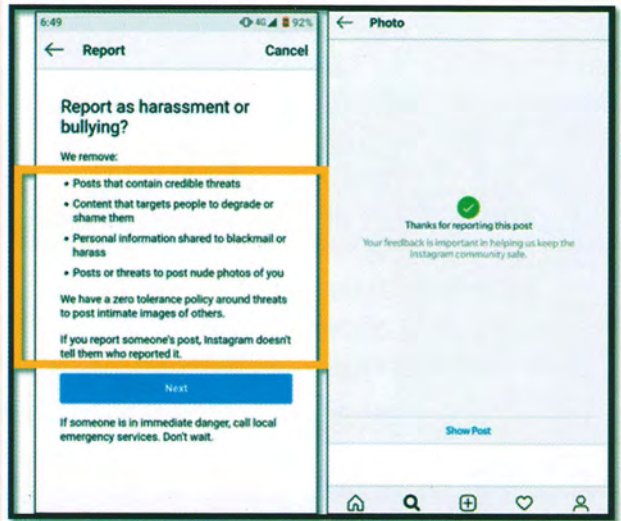 6:49
4G 92%
Report
Cancel
Report as harassment or
bullying?
We remove:
• Posts that contain credible threats
• Content that targets people to degrade or
shame them
• Personal information shared to blackmail or
harass
• Posts or threats to post nude photos of you
We have a zero tolerance policy around threats
to post intimate images of others.
If you report someone's post, Instagram doesn't
tell them who reported it.
Next
If someone is in immediate danger, call local
emergency services. Don't wait.
Photo
Thanks for reporting this post
Your feedback is important in helping us keep the
Instagram community safe.
Show Post